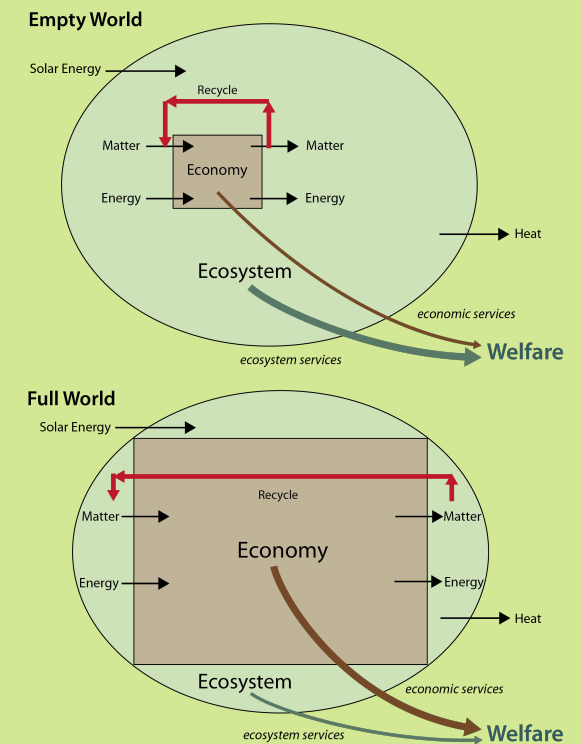 Empty World
Solar Energy
Recycle
Matter
Matter
Economy
Energy
Energy
Heat
Ecosystem
economic services
Welfare
ecosystem services
Full World
Solar Energy
Recycle
Matter
Matter
Economy
Energy
Energy
Heat
Ecosystem
economic services
Welfare
ecosystem services